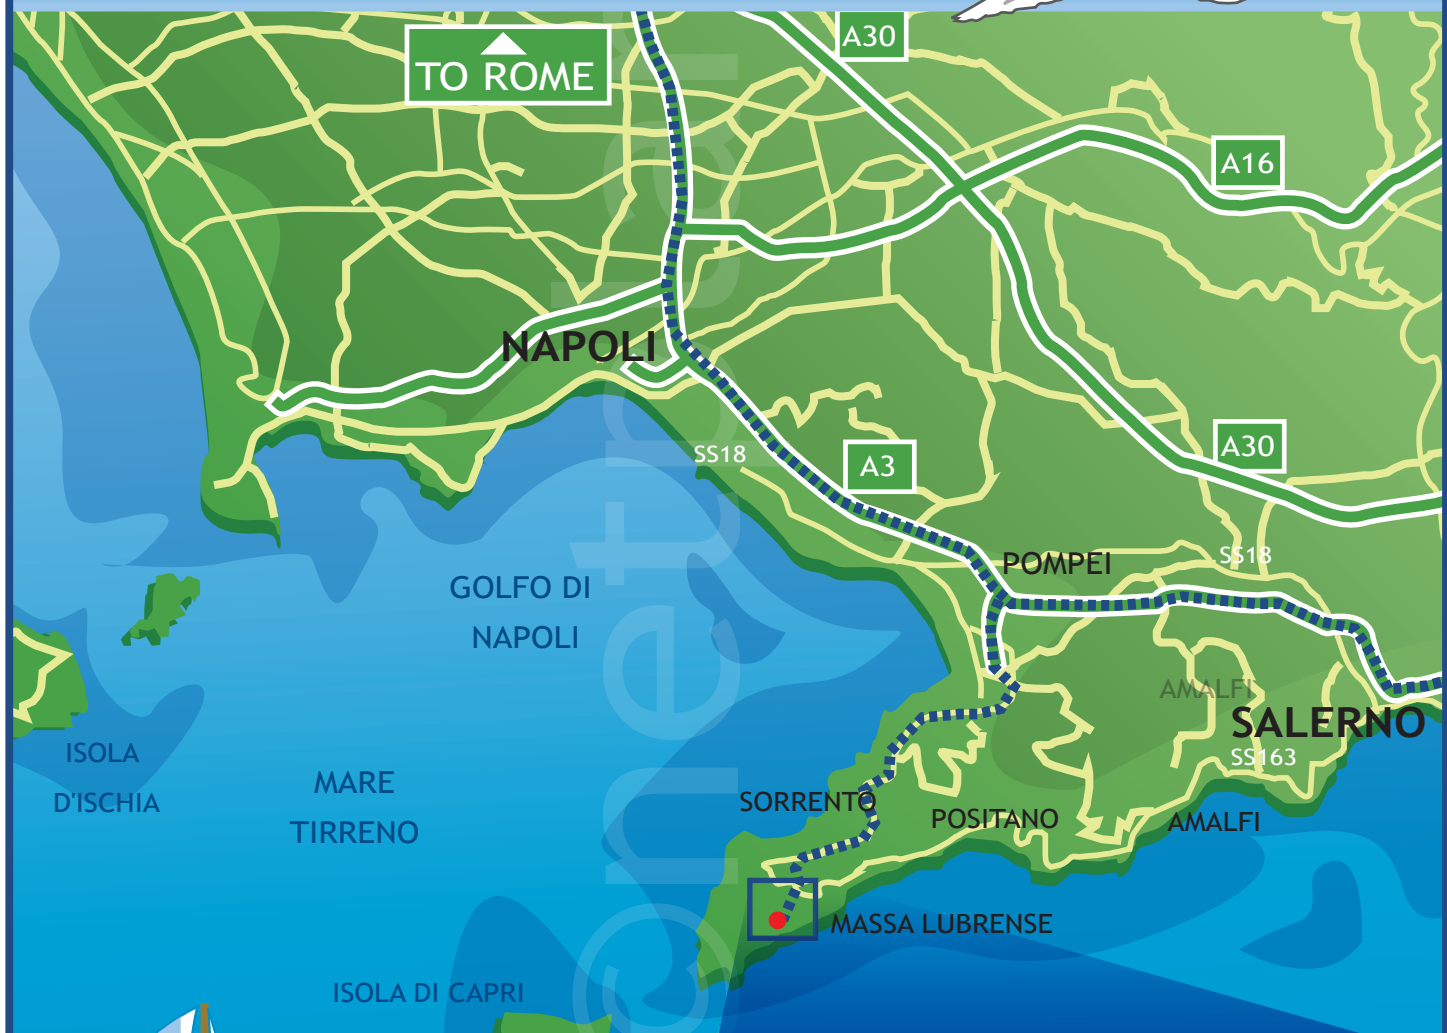 A30
TO ROME
A16
NAPOLI
A30
SS18
A3
POMPEI
SS18
GOLFO DI
NAPOLI
AMALFI
SALERNO
ISOLA
D'ISCHIA
SS163
MARE
TIRRENO
SORRENTO
POSITANO
AMALFI
MASSA LUBRENSE
ISOLA DI CAPRI